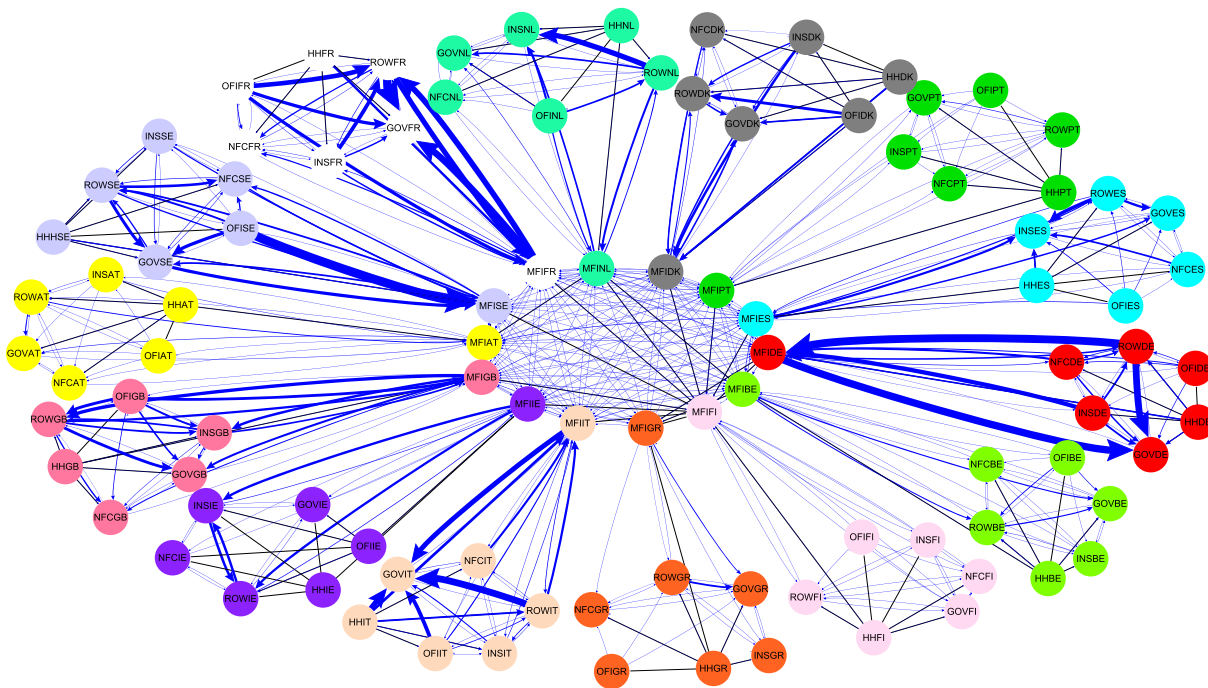 HHFR
ROWFR
OFIFR
GOVFR
NFCFR
INSFR
INSNL
HHNL
GOVNL
ROWNL
NFCNL
OFINL
NFCDK
INSDK
HHDK
ROWDK
OFIDK
GOVDK
OFIPT
GOVPT
ROWPT
INSPT
NFCPT
HHPT
INSSE
ROWSE
NFCSE
HHHSE
OFISE
GOVSE
ROWES
GOVES
INSES
NFCES
HHES
OFIES
MFIFR
MFINL
MFIDK
MFIPT
MFISE
MFIES
MFIAT
MFIDE
MFIGB
MFIBE
MFIIE
MFIIT
MFIGR
MFIFI
INSAT
ROWAT
HHAT
GOVAT
OFIAT
NFCAT
ROWDE
NFCDE
OFIDE
INSDE
HHDE
GOVDE
OFIGB
ROWGB
INSGB
HHGB
GOVGB
NFCGB
INSIE
GOVIE
NFCIE
OFIIE
ROWIE
HHIE
NFCIT
GOVIT
HHIT
ROWIT
OFIIT
INSIT
ROWGR
GOVGR
NFCGR
OFIGR
HHGR
INSGR
OFIFI
INSFI
NFCFI
ROWFI
GOVFI
HHFI
OFIBE
NFCBE
GOVBE
ROWBE
INSBE
HHBE